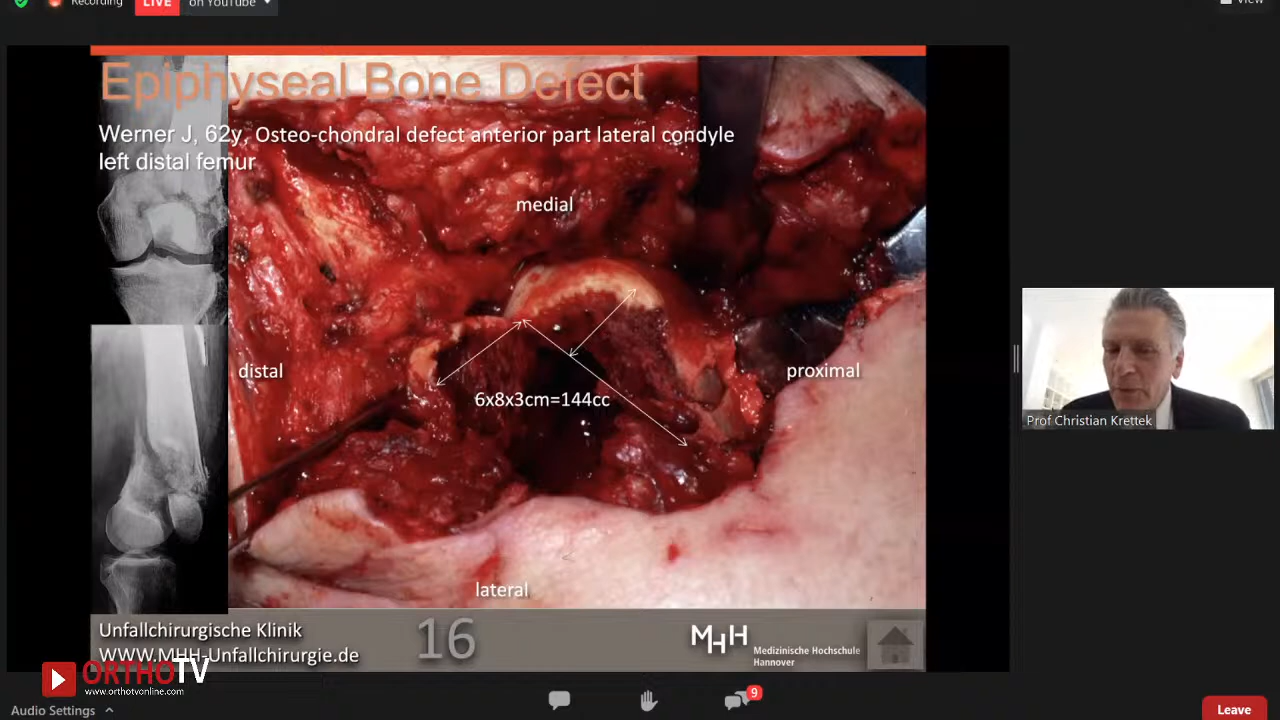 Recording
LIVE
on YouTube
View
Epiphyseal Bone Defect
Werner J, 62y, Osteo-chondral defect anterior part lateral condyle
left distal femur
medial
distal
proximal
6x8x3cm=144cc
Prof Christian Krettek
lateral
Unfallchirurgische Klinik
WWW.MHH-Unfallchirurgie.de
16
MHH
Medizinische Hochschule
Hannover
ORTHOTV
www.orthotvonline.com
9
Audio Settings
Leave